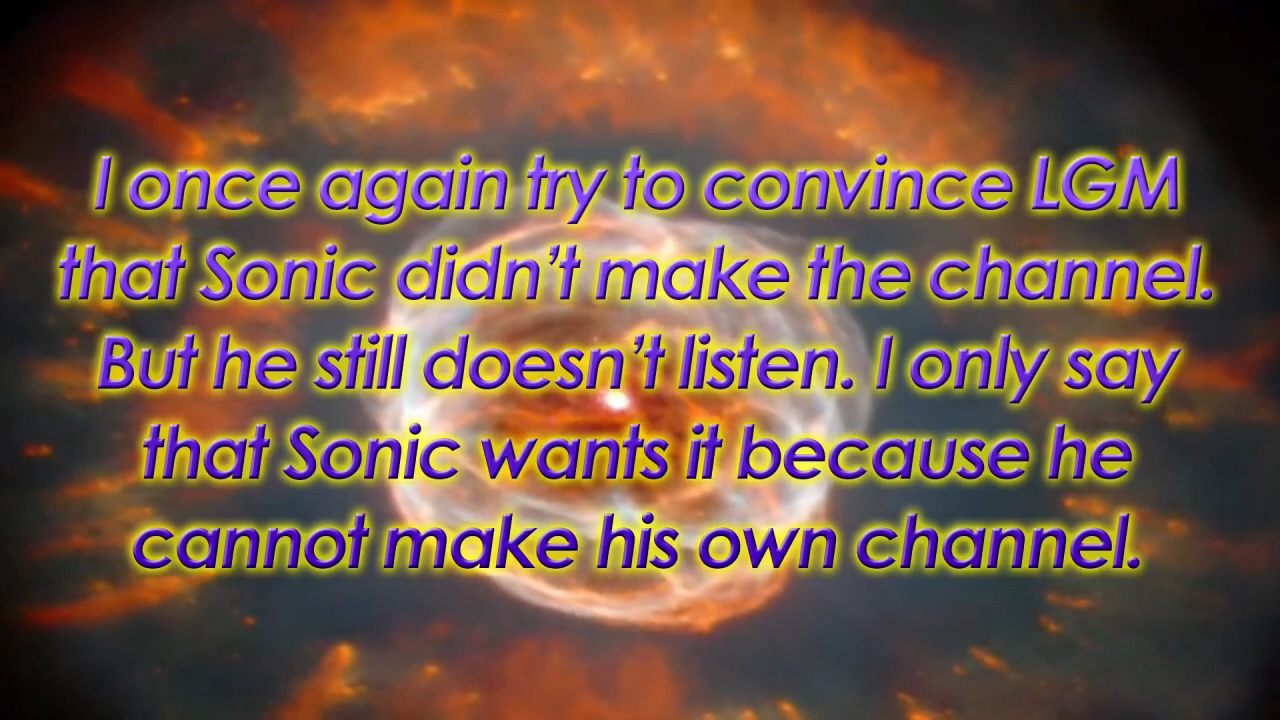 I once again try to convince LGM
that Sonic didn’t make the channel.
But he still doesn’t listen. I only say
that Sonic wants it because he
cannot make his own channel.